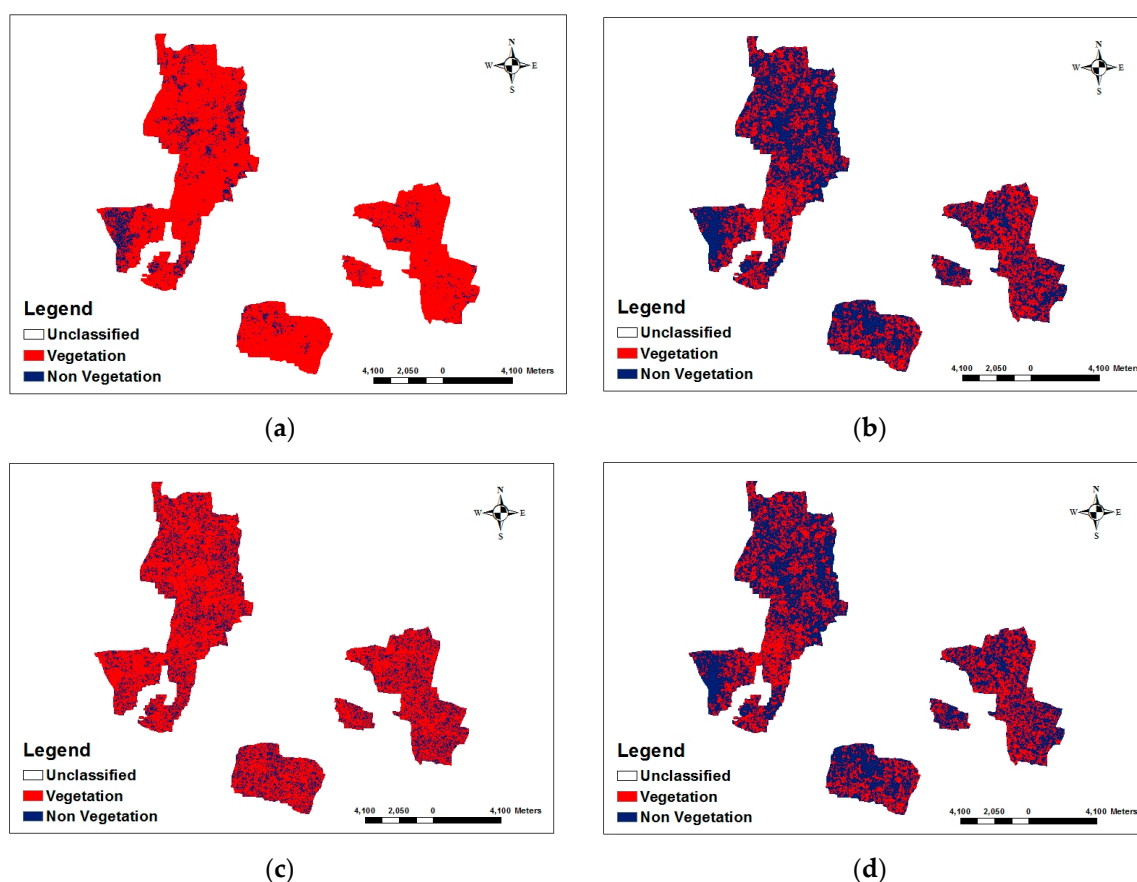 N
W E
S
Legend
Unclassified
Vegetation
Non Vegetation
4,100 2,050 0 4,100 Meters
(a)
N
W E
S
Legend
Unclassified
Vegetation
Non Vegetation
4,100 2,050 0 4,100 Meters
(b)
N
W E
S
Legend
Unclassified
Vegetation
Non Vegetation
4,100 2,050 0 4,100 Meters
(c)
N
W E
S
Legend
Unclassified
Vegetation
Non Vegetation
4,100 2,050 0 4,100 Meters
(d)